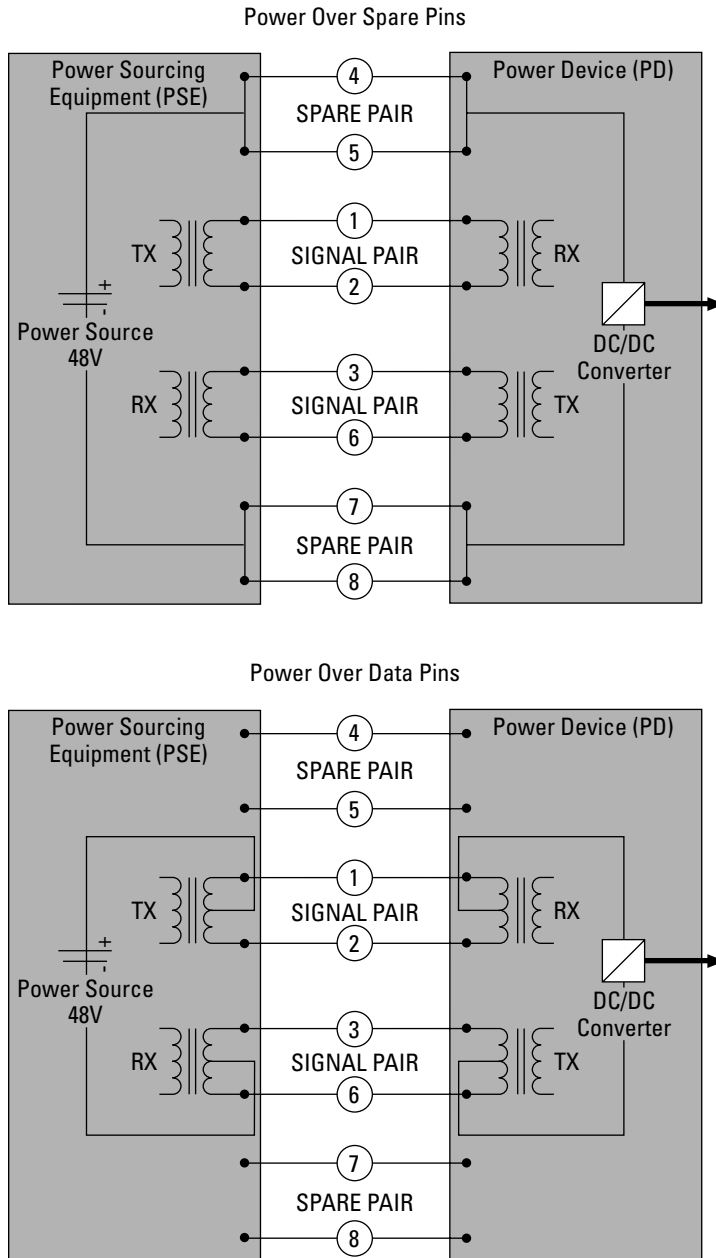 Power Over Spare Pins
Power Sourcing
Equipment (PSE)
Power Device (PD)
4
SPARE PAIR
5
1
TX
SIGNAL PAIR
RX
2
+
-
Power Source
48V
DC/DC
Converter
3
RX
SIGNAL PAIR
TX
6
7
SPARE PAIR
8
Power Over Data Pins
Power Sourcing
Equipment (PSE)
Power Device (PD)
4
SPARE PAIR
5
1
TX
SIGNAL PAIR
RX
2
+
-
Power Source
48V
DC/DC
Converter
3
RX
SIGNAL PAIR
TX
6
7
SPARE PAIR
8